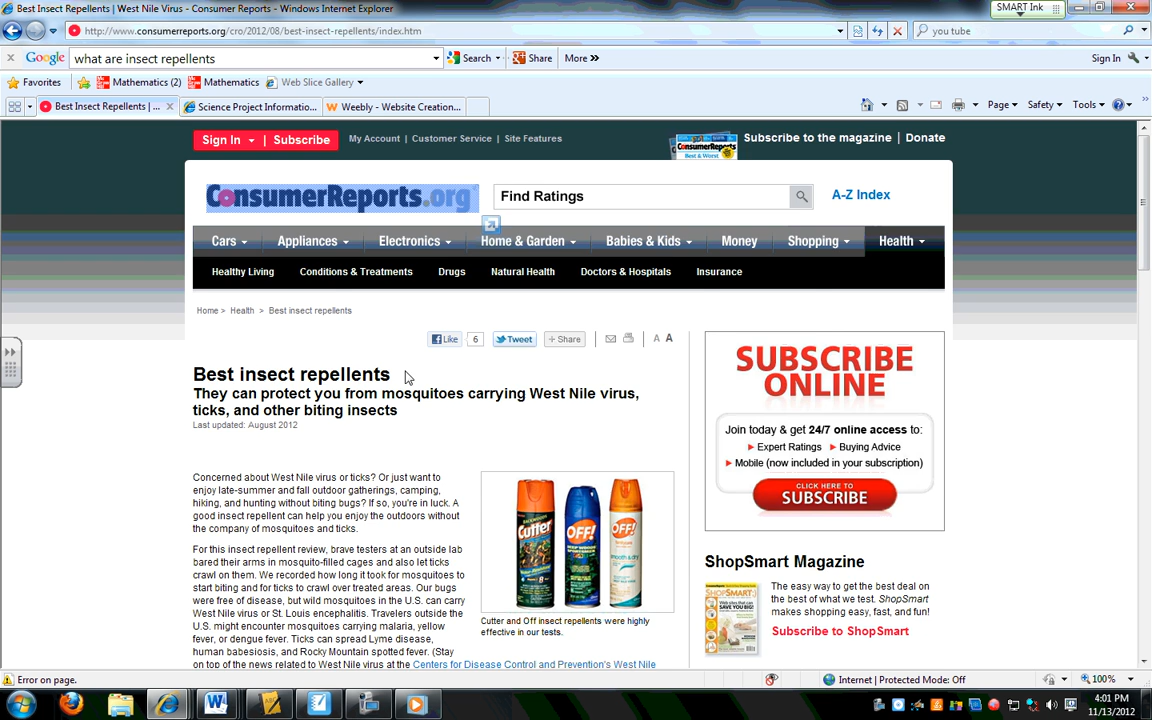 Best Insect Repellents | West Nile Virus - Consumer Reports - Windows Internet Explorer
SMART Ink
http://www.consumerreports.org/cro/2012/08/best-insect-repellents/index.htm
you tube
Google
what are insect repellents
Search
Share
More »
Sign In
Favorites
Mathematics (2)
Mathematics
Web Slice Gallery
Best Insect Repellents | ...
Science Project Informatio...
Weebly - Website Creation...
Page
Safety
Tools
Sign In | Subscribe
My Account | Customer Service | Site Features
ConsumerReports
Best & Worst
Subscribe to the magazine | Donate
ConsumerReports.org
Find Ratings
A-Z Index
Cars
Appliances
Electronics
Home & Garden
Babies & Kids
Money
Shopping
Health
Healthy Living
Conditions & Treatments
Drugs
Natural Health
Doctors & Hospitals
Insurance
Home > Health > Best insect repellents
Like
6
Tweet
+ Share
A A
Best insect repellents
They can protect you from mosquitoes carrying West Nile virus,
ticks, and other biting insects
Last updated: August 2012
Concerned about West Nile virus or ticks? Or just want to
enjoy late-summer and fall outdoor gatherings, camping,
hiking, and hunting without biting bugs? If so, you're in luck. A
good insect repellent can help you enjoy the outdoors without
the company of mosquitoes and ticks.
For this insect repellent review, brave testers at an outside lab
bared their arms in mosquito-filled cages and also let ticks
crawl on them. We recorded how long it took for mosquitoes to
start biting and for ticks to crawl over treated areas. Our bugs
were free of disease, but wild mosquitoes in the U.S. can carry
West Nile virus or St. Louis encephalitis. Travelers outside the
U.S. might encounter mosquitoes carrying malaria, yellow
fever, or dengue fever. Ticks can spread Lyme disease,
human babesiosis, and Rocky Mountain spotted fever. (Stay
on top of the news related to West Nile virus at the Centers for Disease Control and Prevention's West Nile
Cutter
OFF!
OFF!
smooth & dry
Cutter and Off insect repellents were highly
effective in our tests.
SUBSCRIBE
ONLINE
Join today & get 24/7 online access to:
Expert Ratings
Buying Advice
Mobile (now included in your subscription)
CLICK HERE TO
SUBSCRIBE
ShopSmart Magazine
SHOPSMART
SAVE YOU BIG!
The easy way to get the best deal on
the best of what we test. ShopSmart
makes shopping easy, fast, and fun!
Subscribe to ShopSmart
Error on page.
Internet | Protected Mode: Off
100%
4:01 PM
11/13/2012